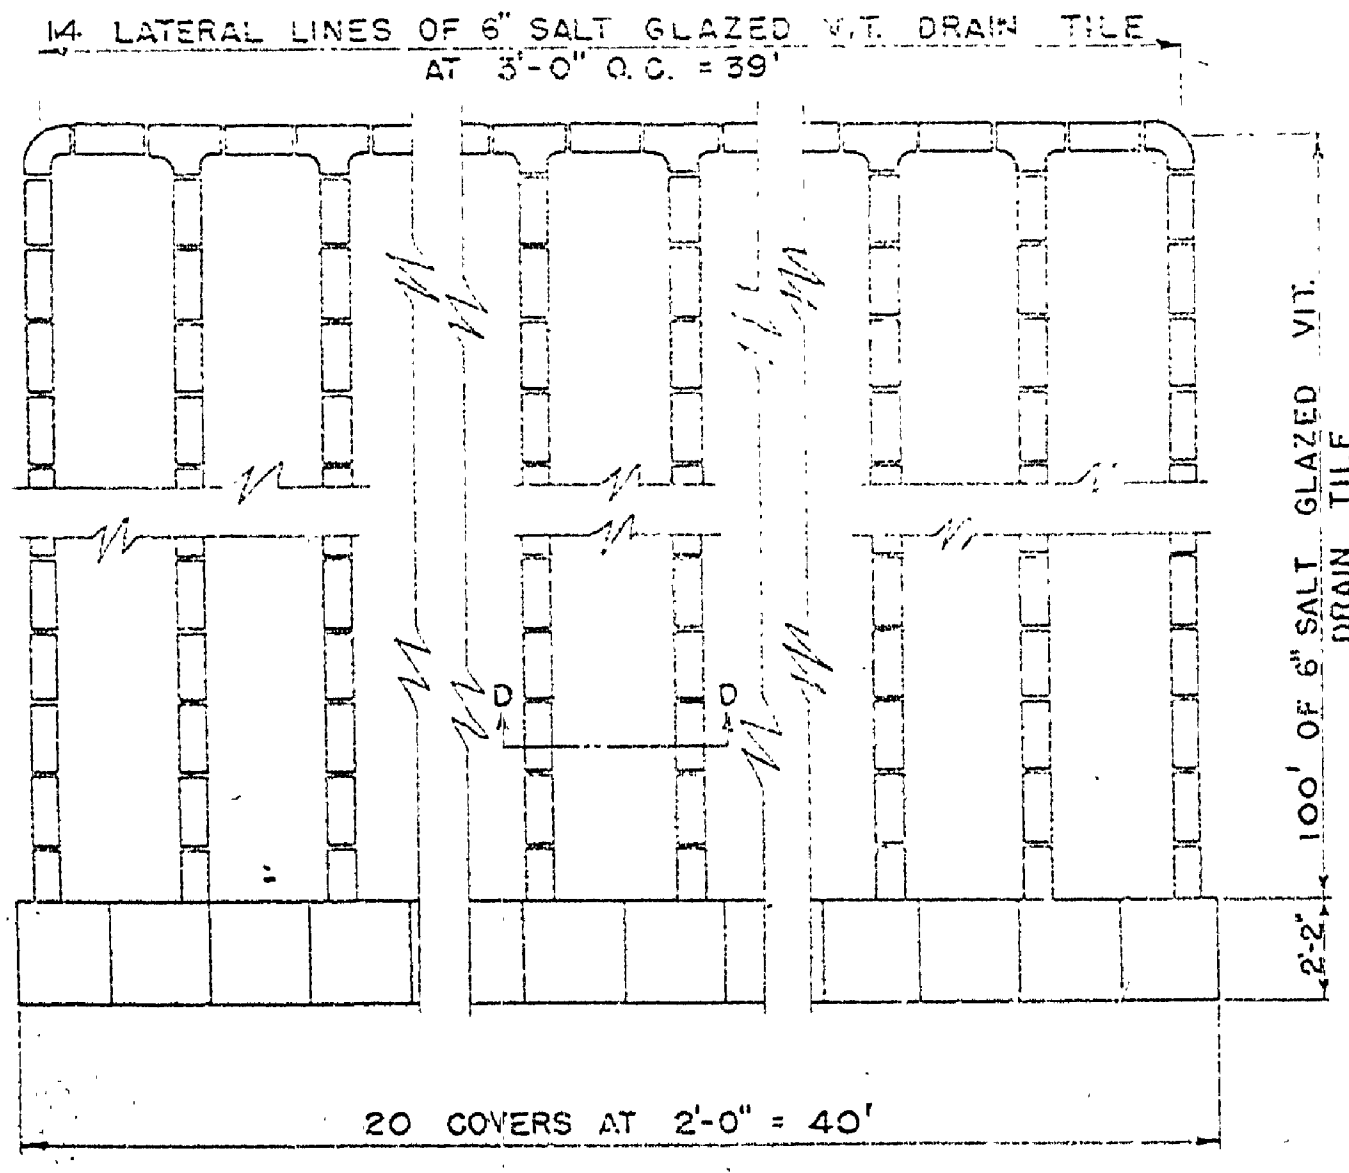 14 LATERAL LINES OF 6" SALT GLAZED VIT. DRAIN TILE
AT 3'-0" O.C. = 39'
100' OF 6" SALT GLAZED VIT.
DRAIN TILE
D D
2'-2"
20 COVERS AT 2'-0" = 40'